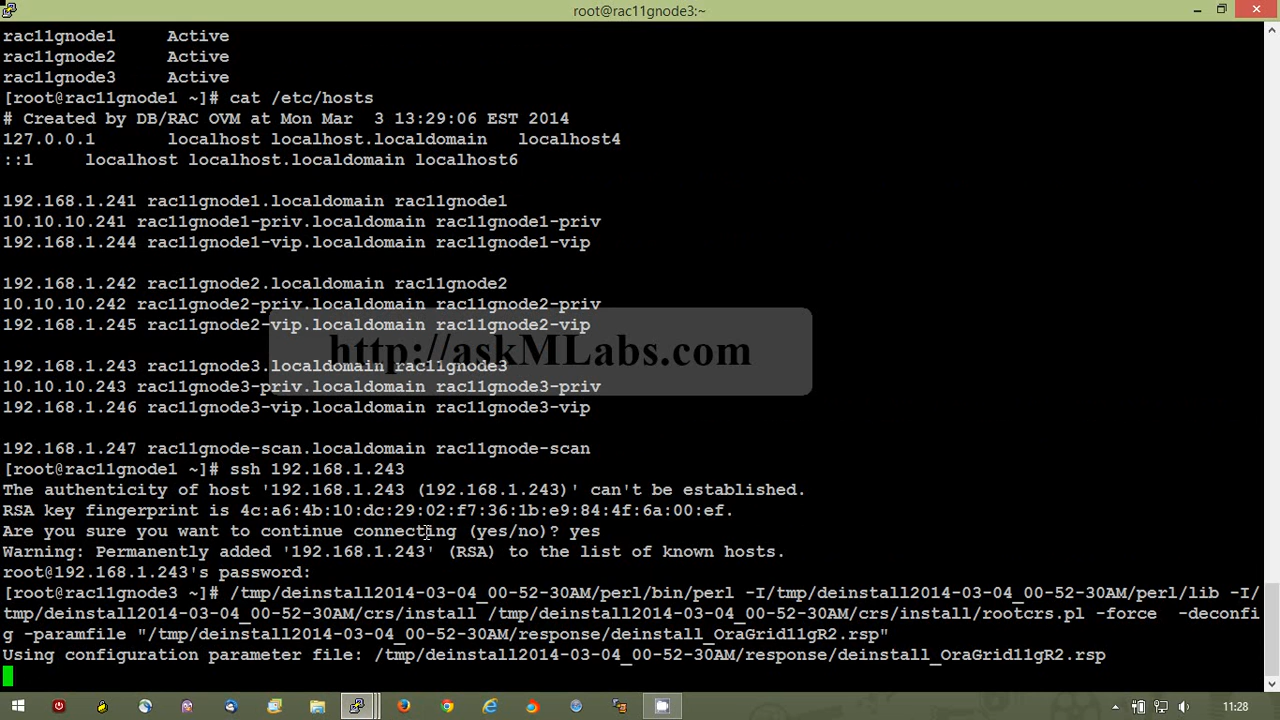 root@rac11gnode3:~
rac11gnode1     Active
rac11gnode2     Active
rac11gnode3     Active
[root@rac11gnode1 ~]# cat /etc/hosts
# Created by DB/RAC OVM at Mon Mar  3 13:29:06 EST 2014
127.0.0.1       localhost localhost.localdomain   localhost4
::1     localhost localhost.localdomain localhost6
192.168.1.241 rac11gnode1.localdomain rac11gnode1
10.10.10.241 rac11gnode1-priv.localdomain rac11gnode1-priv
192.168.1.244 rac11gnode1-vip.localdomain rac11gnode1-vip
192.168.1.242 rac11gnode2.localdomain rac11gnode2
10.10.10.242 rac11gnode2-priv.localdomain rac11gnode2-priv
192.168.1.245 rac11gnode2-vip.localdomain rac11gnode2-vip
http://askMLabs.com
192.168.1.243 rac11gnode3.localdomain rac11gnode3
10.10.10.243 rac11gnode3-priv.localdomain rac11gnode3-priv
192.168.1.246 rac11gnode3-vip.localdomain rac11gnode3-vip
192.168.1.247 rac11gnode-scan.localdomain rac11gnode-scan
[root@rac11gnode1 ~]# ssh 192.168.1.243
The authenticity of host '192.168.1.243 (192.168.1.243)' can't be established.
RSA key fingerprint is 4c:a6:4b:10:dc:29:02:f7:36:1b:e9:84:4f:6a:00:ef.
Are you sure you want to continue connecting (yes/no)? yes
Warning: Permanently added '192.168.1.243' (RSA) to the list of known hosts.
root@192.168.1.243's password:
[root@rac11gnode3 ~]# /tmp/deinstall2014-03-04_00-52-30AM/perl/bin/perl -I/tmp/deinstall2014-03-04_00-52-30AM/perl/lib -I/
tmp/deinstall2014-03-04_00-52-30AM/crs/install /tmp/deinstall2014-03-04_00-52-30AM/crs/install/rootcrs.pl -force  -deconfi
g -paramfile "/tmp/deinstall2014-03-04_00-52-30AM/response/deinstall_OraGrid11gR2.rsp"
Using configuration parameter file: /tmp/deinstall2014-03-04_00-52-30AM/response/deinstall_OraGrid11gR2.rsp
11:28